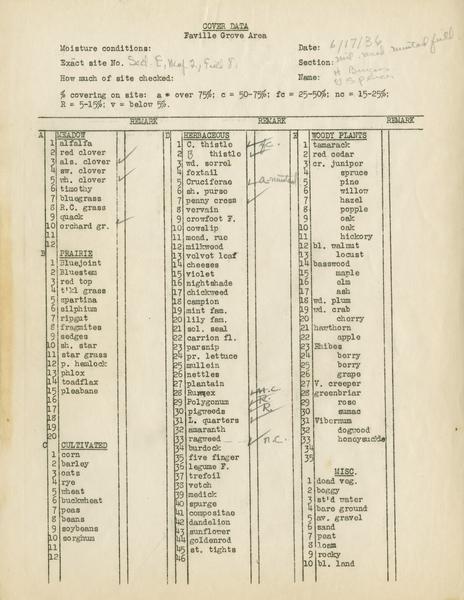 COVER DATA
Faville Grove Area
Moisture conditions:
Date: 6/17/36
Exact site No. Sec. E, Map 2, Field 8.
Section:
How much of site checked:
Name:
% covering on sites: a = over 75%; c = 50-75%; fc = 25-50%; nc = 15-25%;
R = 5-15%; v = below 5%.
REMARK
REMARK
REMARK
A MEADOW
1 alfalfa
2 red clover
3 als. clover ✓
4 sw. clover
5 wh. clover ✓
6 timothy
7 bluegrass
8 R.C. grass
9 quack ✓
10 orchard gr.
11
12
B PRAIRIE
1 Bluejoint
2 Bluestem
3 red top
4 t'kl grass
5 spartina
6 silphium
7 ripgut
8 fragmites
9 sedges
10 sh. star
11 star grass
12 p. hemlock
13 phlox
14 toadflax
15 pleabane
16
17
18
19
20
C CULTIVATED
1 corn
2 barley
3 oats
4 rye
5 wheat
6 buckwheat
7 peas
8 beans
9 soybeans
10 sorghum
11
12
D HERBACEOUS
1 C. thistle ✓ fc.
2 B thistle ✓
3 wd. sorrel
4 foxtail
5 Cruciferae ✓ a mustard
6 sh. purse
7 penny cress ✓
8 vervain
9 crowfoot F.
10 cowslip
11 mead. rue
12 milkwood
13 velvet leaf
14 cheeses
15 violet
16 nightshade
17 chickweed
18 campion
19 mint fam.
20 lily fam.
21 sol. seal
22 carrion fl.
23 parsnip
24 pr. lettuce
25 mullein
26 nettles
27 plantain
28 Rumex ✓ n.c.
29 Polygonum ✓ R.
30 pigweeds ✓ R.
31 L. quarters ✓
32 amaranth
33 ragweed ✓ n.c.
34 burdock
35 five finger
36 legume F.
37 trefoil
38 vetch
39 medick
40 spurge
41 compositae
42 dandelion
43 sunflower
44 goldenrod
45 st. tights
46
E WOODY PLANTS
1 tamarack
2 red cedar
3 cr. juniper
4 spruce
5 pine
6 willow
7 hazel
8 popple
9 oak
10 oak
11 hickory
12 bl. walnut
13 locust
14 basswood
15 maple
16 elm
17 ash
18 wd. plum
19 wd. crab
20 cherry
21 hawthorn
22 apple
23 Rhibes
24 berry
25 berry
26 grape
27 V. creeper
28 greenbriar
29 rose
30 sumac
31 Viburnum
32 dogwood
33 honeysuckle
34
35
MISC.
1 dead veg.
2 boggy
3 st'd water
4 bare ground
5 av. gravel
6 sand
7 peat
8 loam
9 rocky
10 bl. land